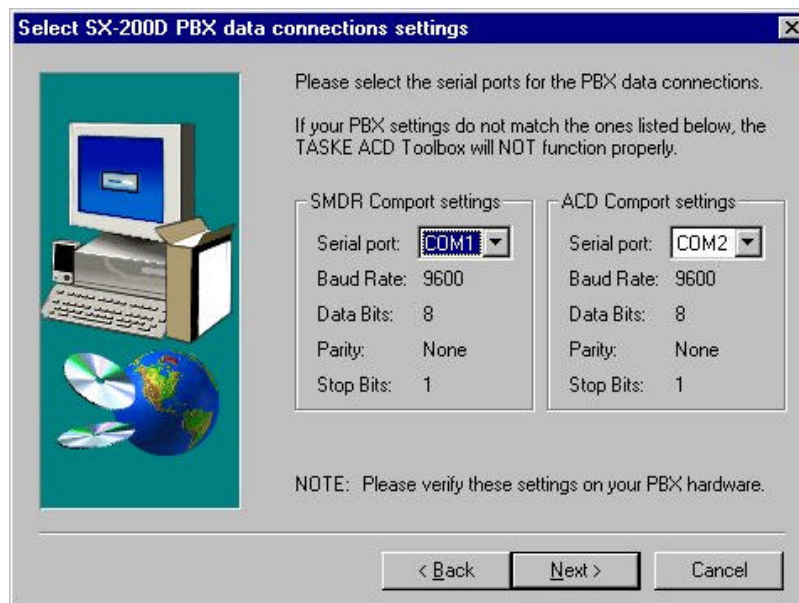 Select SX-200D PBX data connections settings
Please select the serial ports for the PBX data connections.
If your PBX settings do not match the ones listed below, the
TASKE ACD Toolbox will NOT function properly.
SMDR Comport settings
Serial port: COM1
Baud Rate: 9600
Data Bits: 8
Parity: None
Stop Bits: 1
ACD Comport settings
Serial port: COM2
Baud Rate: 9600
Data Bits: 8
Parity: None
Stop Bits: 1
NOTE: Please verify these settings on your PBX hardware.
< Back
Next >
Cancel